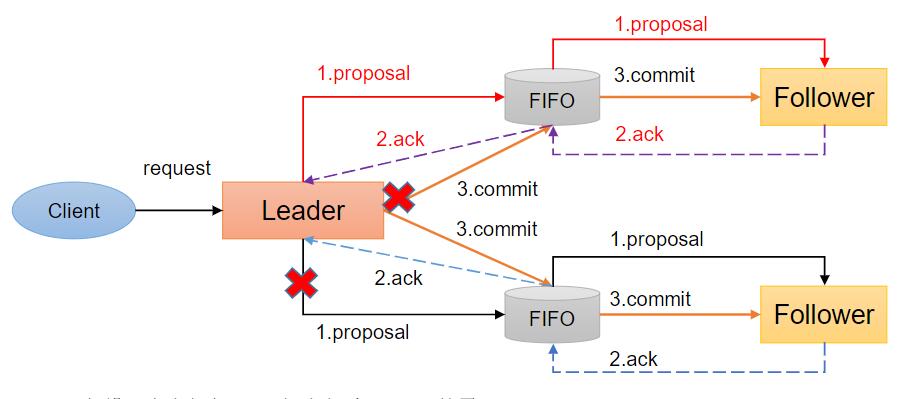 1.proposal
1.proposal
3.commit
FIFO
Follower
2.ack
2.ack
request
3.commit
Client
Leader
3.commit
1.proposal
2.ack
3.commit
FIFO
Follower
1.proposal
2.ack